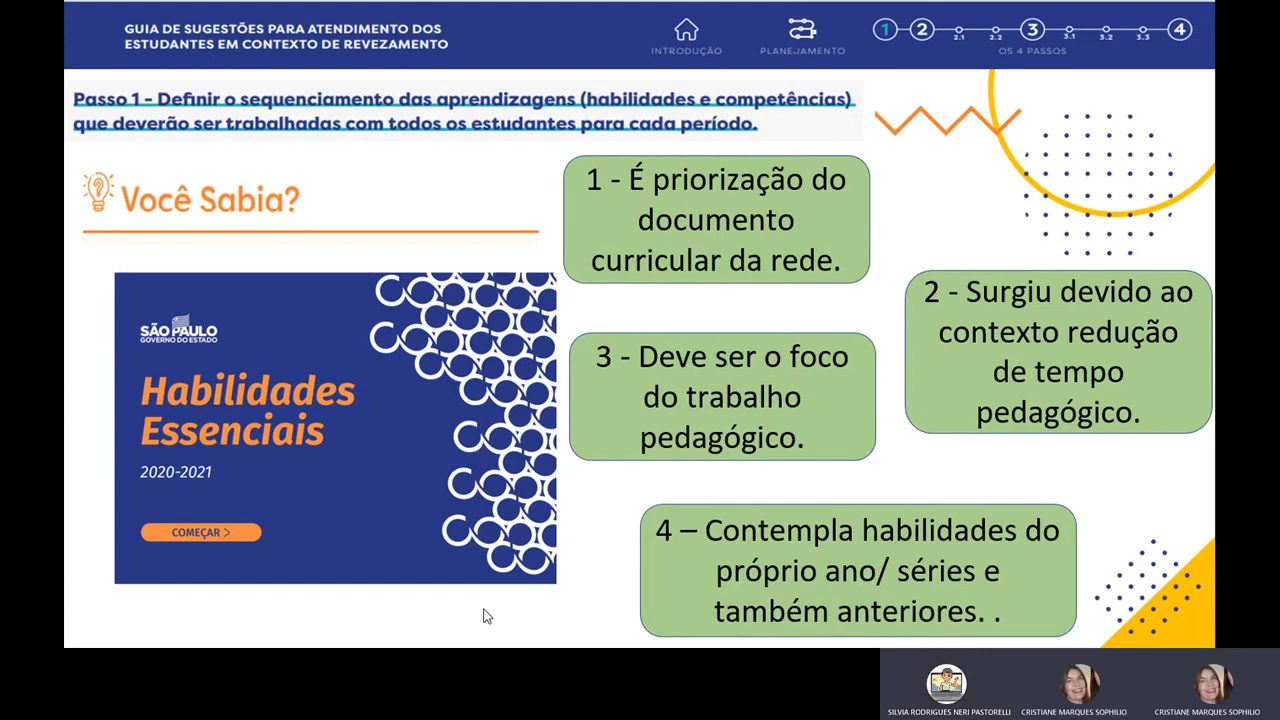 GUIA DE SUGESTÕES PARA ATENDIMENTO DOS
ESTUDANTES EM CONTEXTO DE REVEZAMENTO
INTRODUÇÃO
PLANEJAMENTO
1 2 2.1 2.2 3 3.1 3.2 3.3 4
OS 4 PASSOS
Passo 1 - Definir o sequenciamento das aprendizagens (habilidades e competências)
que deverão ser trabalhadas com todos os estudantes para cada período.
Você Sabia?
1 - É priorização do
documento
curricular da rede.
2 - Surgiu devido ao
contexto redução
de tempo
pedagógico.
SÃO PAULO
GOVERNO DO ESTADO
Habilidades
Essenciais
2020-2021
COMEÇAR >
3 - Deve ser o foco
do trabalho
pedagógico.
4 – Contempla habilidades do
próprio ano/ séries e
também anteriores. .
SILVIA RODRIGUES NERI PASTORELLI
CRISTIANE MARQUES SOPHILIO
CRISTIANE MARQUES SOPHILIO